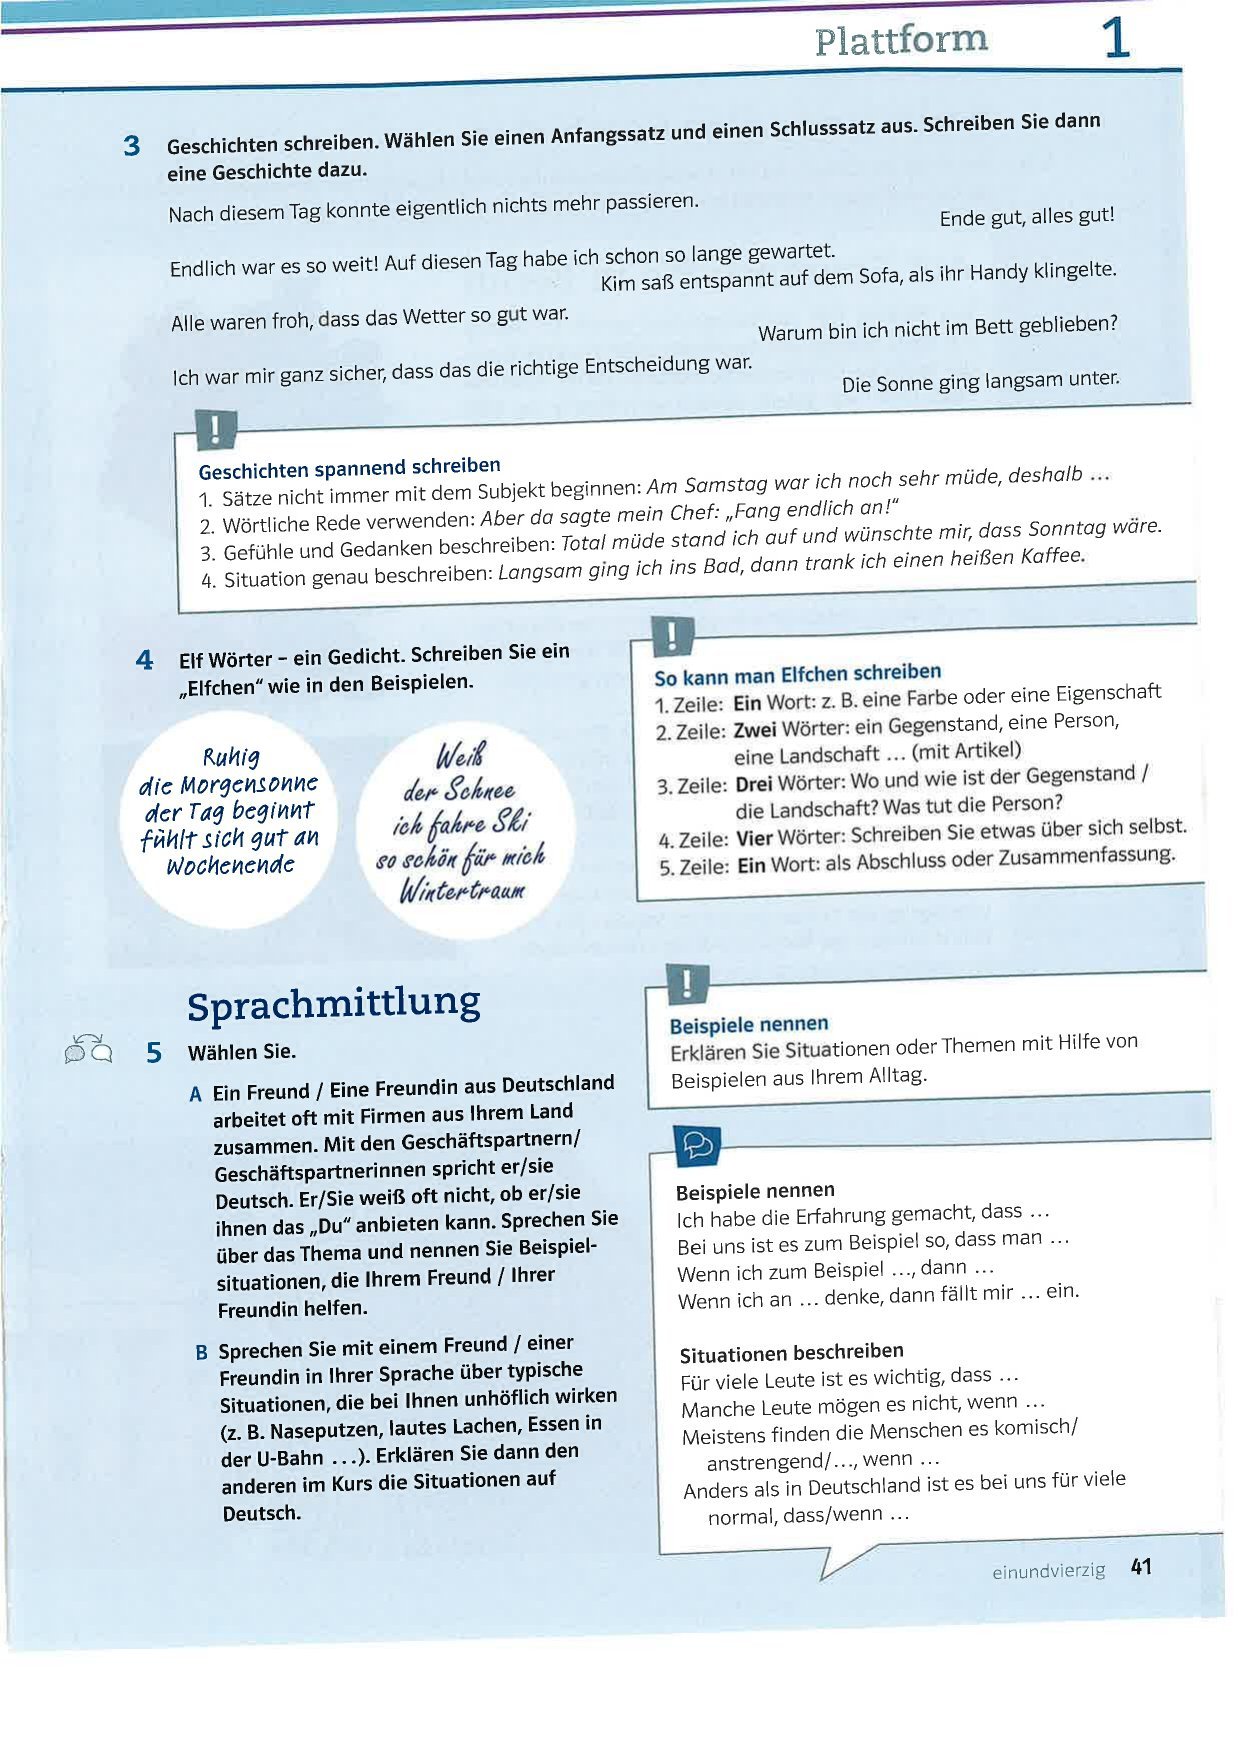 Plattform 1
3 Geschichten schreiben. Wählen Sie einen Anfangssatz und einen Schlusssatz aus. Schreiben Sie dann
eine Geschichte dazu.
Nach diesem Tag konnte eigentlich nichts mehr passieren.
Ende gut, alles gut!
Endlich war es so weit! Auf diesen Tag habe ich schon so lange gewartet.
Kim saß entspannt auf dem Sofa, als ihr Handy klingelte.
Alle waren froh, dass das Wetter so gut war.
Warum bin ich nicht im Bett geblieben?
Ich war mir ganz sicher, dass das die richtige Entscheidung war.
Die Sonne ging langsam unter.
!
Geschichten spannend schreiben
1. Sätze nicht immer mit dem Subjekt beginnen: Am Samstag war ich noch sehr müde, deshalb ...
2. Wörtliche Rede verwenden: Aber da sagte mein Chef: „Fang endlich an!“
3. Gefühle und Gedanken beschreiben: Total müde stand ich auf und wünschte mir, dass Sonntag wäre.
4. Situation genau beschreiben: Langsam ging ich ins Bad, dann trank ich einen heißen Kaffee.
4 Elf Wörter – ein Gedicht. Schreiben Sie ein
„Elfchen“ wie in den Beispielen.
Ruhig
die Morgensonne
der Tag beginnt
fühlt sich gut an
Wochenende
Weiß
der Schnee
ich fahre Ski
so schön für mich
Wintertraum
!
So kann man Elfchen schreiben
1. Zeile: Ein Wort: z. B. eine Farbe oder eine Eigenschaft
2. Zeile: Zwei Wörter: ein Gegenstand, eine Person,
eine Landschaft ... (mit Artikel)
3. Zeile: Drei Wörter: Wo und wie ist der Gegenstand /
die Landschaft? Was tut die Person?
4. Zeile: Vier Wörter: Schreiben Sie etwas über sich selbst.
5. Zeile: Ein Wort: als Abschluss oder Zusammenfassung.
Sprachmittlung
5 Wählen Sie.
A Ein Freund / Eine Freundin aus Deutschland
arbeitet oft mit Firmen aus Ihrem Land
zusammen. Mit den Geschäftspartnern/
Geschäftspartnerinnen spricht er/sie
Deutsch. Er/Sie weiß oft nicht, ob er/sie
ihnen das „Du“ anbieten kann. Sprechen Sie
über das Thema und nennen Sie Beispiel-
situationen, die Ihrem Freund / Ihrer
Freundin helfen.
B Sprechen Sie mit einem Freund / einer
Freundin in Ihrer Sprache über typische
Situationen, die bei Ihnen unhöflich wirken
(z. B. Naseputzen, lautes Lachen, Essen in
der U-Bahn ...). Erklären Sie dann den
anderen im Kurs die Situationen auf
Deutsch.
!
Beispiele nennen
Erklären Sie Situationen oder Themen mit Hilfe von
Beispielen aus Ihrem Alltag.
Beispiele nennen
Ich habe die Erfahrung gemacht, dass ...
Bei uns ist es zum Beispiel so, dass man ...
Wenn ich zum Beispiel ..., dann ...
Wenn ich an ... denke, dann fällt mir ... ein.
Situationen beschreiben
Für viele Leute ist es wichtig, dass ...
Manche Leute mögen es nicht, wenn ...
Meistens finden die Menschen es komisch/
anstrengend/..., wenn ...
Anders als in Deutschland ist es bei uns für viele
normal, dass/wenn ...
einundvierzig 41